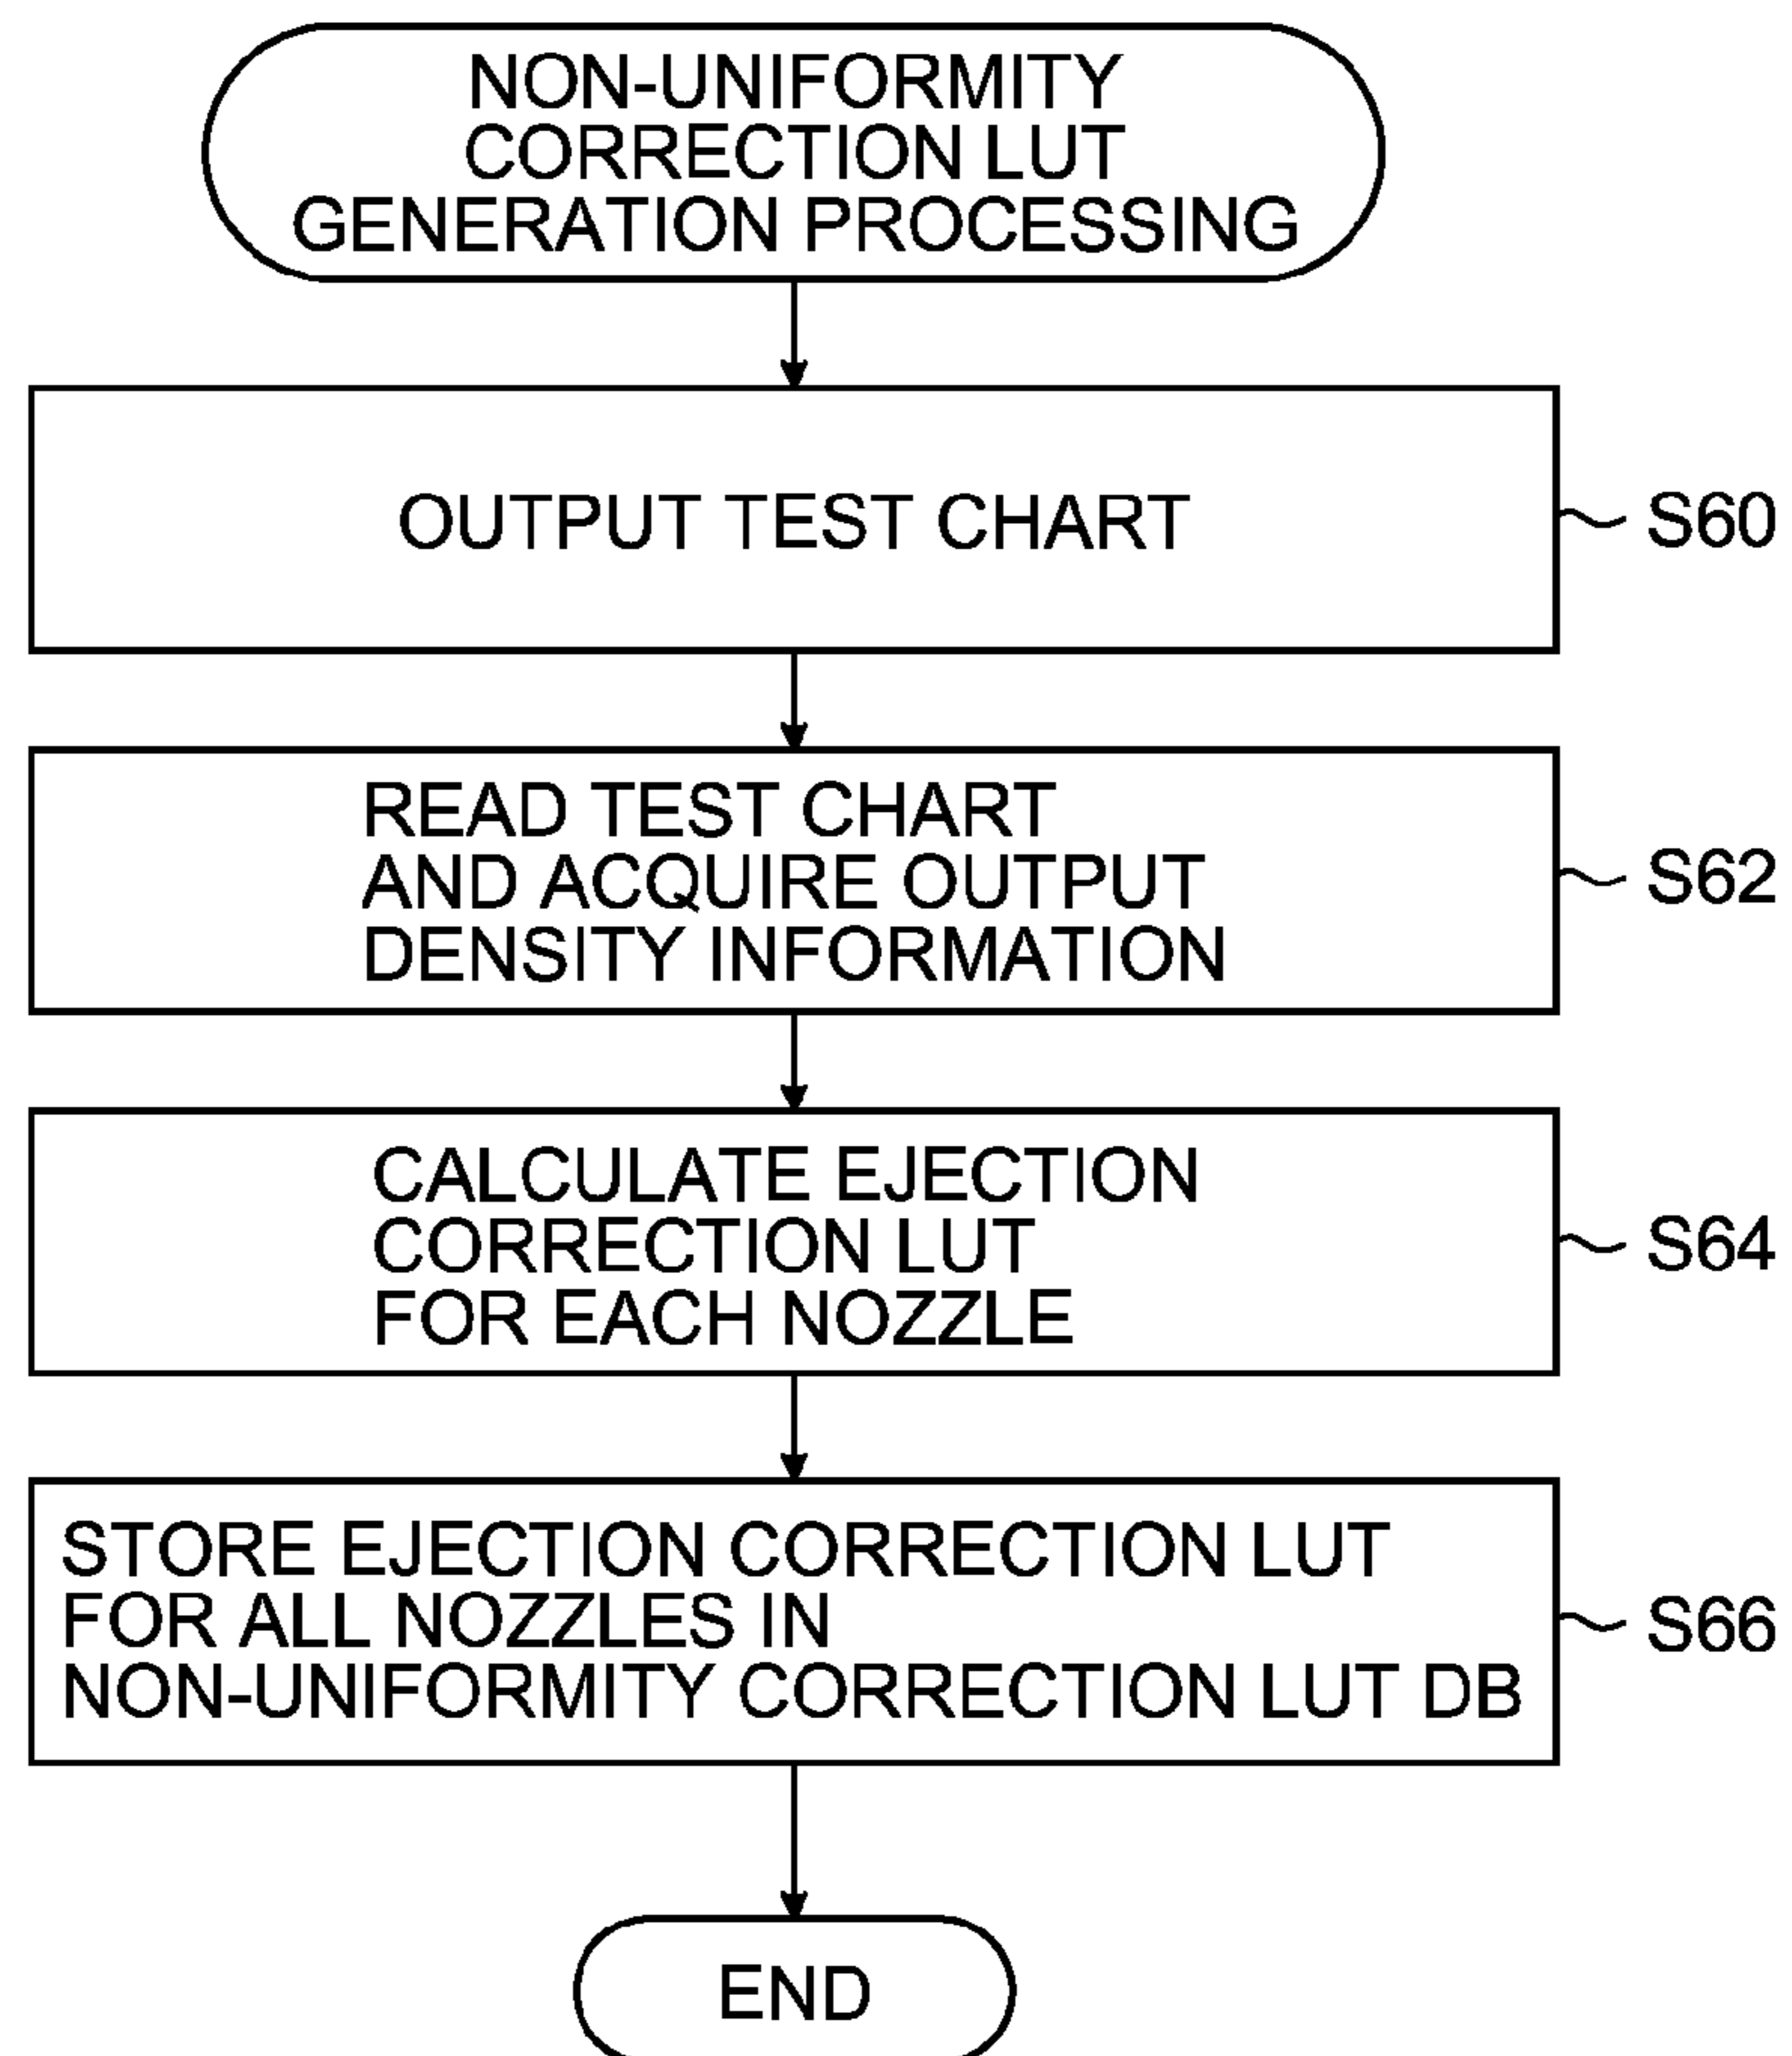 NON-UNIFORMITY
CORRECTION LUT
GENERATION PROCESSING
OUTPUT TEST CHART
S60
READ TEST CHART
AND ACQUIRE OUTPUT
DENSITY INFORMATION
S62
CALCULATE EJECTION
CORRECTION LUT
FOR EACH NOZZLE
S64
STORE EJECTION CORRECTION LUT
FOR ALL NOZZLES IN
NON-UNIFORMITY CORRECTION LUT DB
S66
END